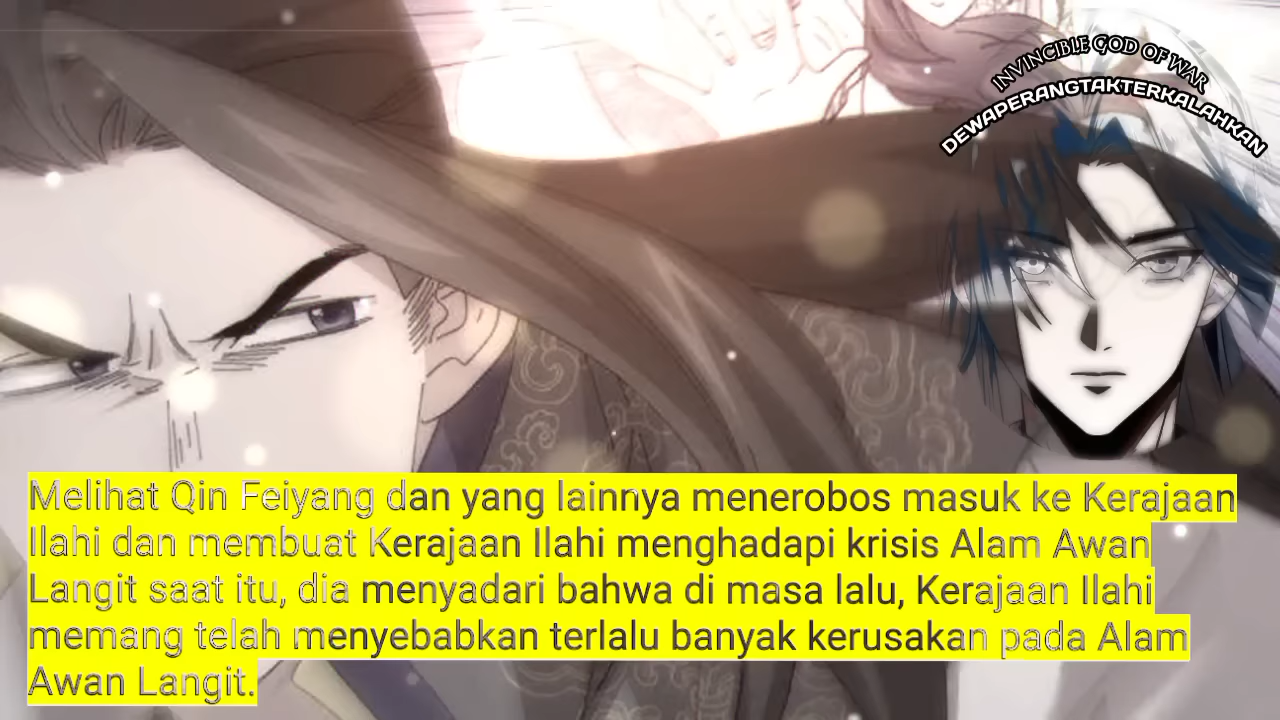 INVINCIBLE GOD OF WAR
DEWAPERANGTAKTERKALAHKAN
Melihat Qin Feiyang dan yang lainnya menerobos masuk ke Kerajaan
Ilahi dan membuat Kerajaan Ilahi menghadapi krisis Alam Awan
Langit saat itu, dia menyadari bahwa di masa lalu, Kerajaan Ilahi
memang telah menyebabkan terlalu banyak kerusakan pada Alam
Awan Langit.